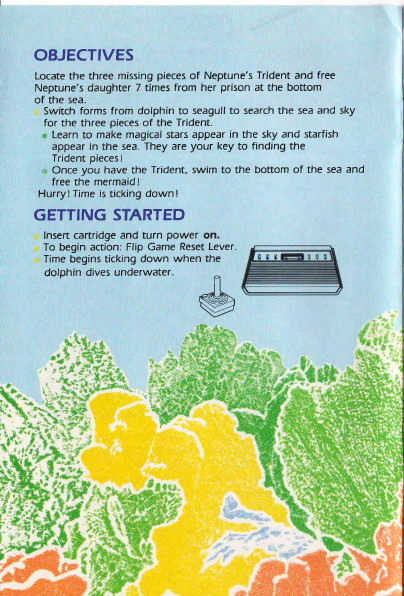 OBJECTIVES
Locate the three missing pieces of Neptune's Trident and free
Neptune's daughter 7 times from her prison at the bottom
of the sea.
Switch forms from dolphin to seagull to search the sea and sky
for the three pieces of the Trident.
* Learn to make magical stars appear in the sky and starfish
appear in the sea. They are your key to finding the
Trident pieces!
* Once you have the Trident, swim to the bottom of the sea and
free the mermaid!
Hurry! Time is ticking down!
GETTING STARTED
Insert cartridge and turn power on.
To begin action: Flip Game Reset Lever.
Time begins ticking down when the
dolphin dives underwater.